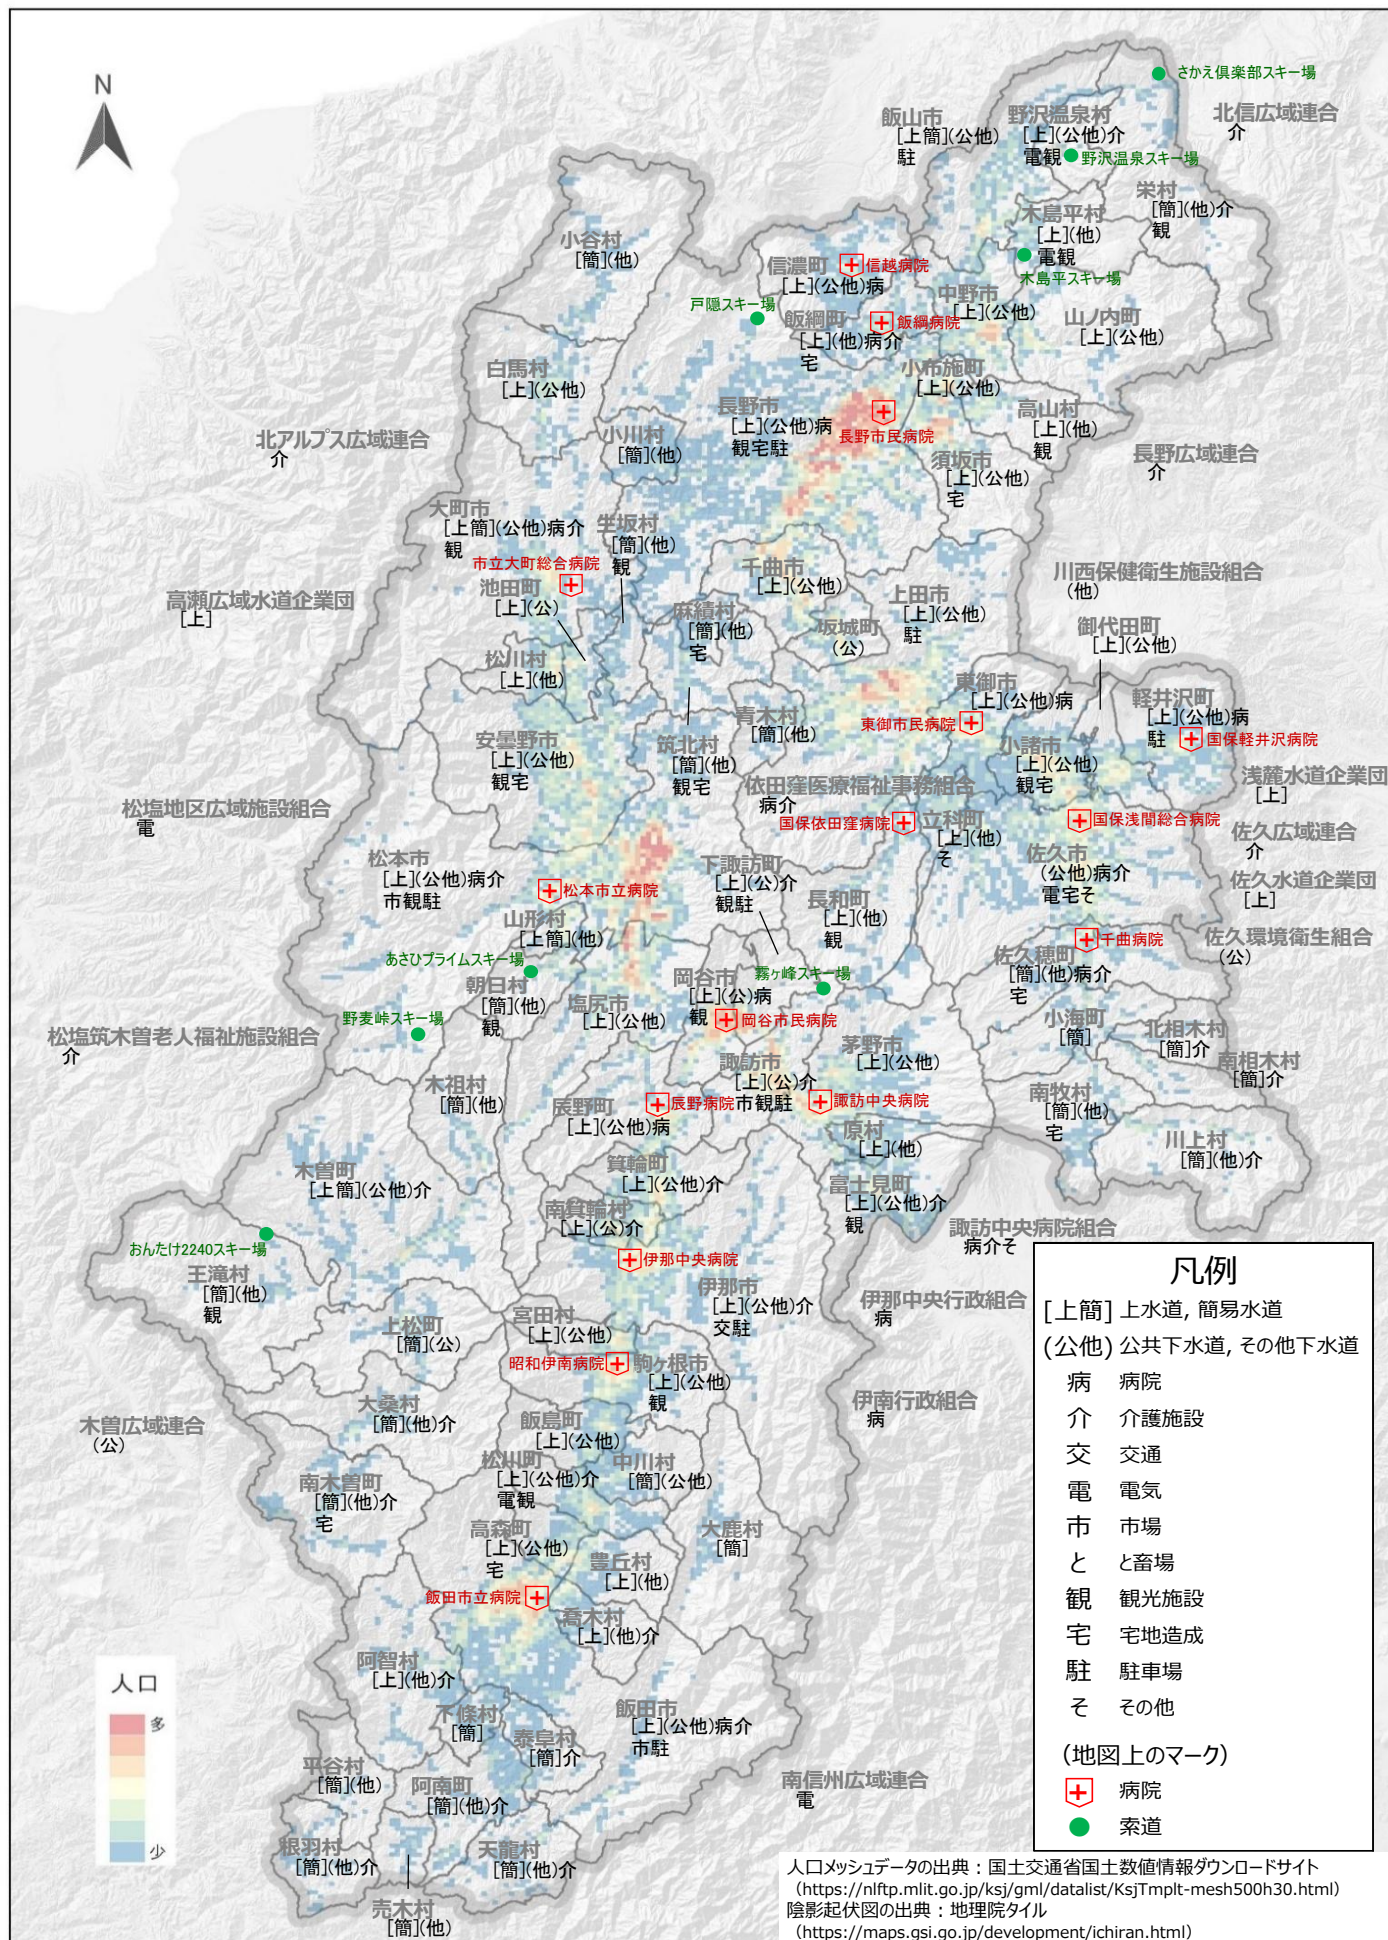 N
さかえ倶楽部スキー場
飯山市
[上簡](公他)
駐
野沢温泉村
[上](公他)介
電観
野沢温泉スキー場
北信広域連合
介
栄村
[簡](他)介
観
木島平村
[上](他)
電観
木島平スキー場
小谷村
[簡](他)
信濃町
[上](公他)病
信越病院
戸隠スキー場
飯綱町
[上](他)病介
宅
飯綱病院
中野市
[上](公他)
山ノ内町
[上](公他)
白馬村
[上](公他)
小布施町
[上](公他)
長野市
[上](公他)病
観宅駐
長野市民病院
高山村
[上](他)
観
北アルプス広域連合
介
小川村
[簡](他)
須坂市
[上](公他)
宅
長野広域連合
介
大町市
[上簡](公他)病介
観
市立大町総合病院
生坂村
[簡](他)
観
千曲市
[上](公他)
池田町
[上](公)
高瀬広域水道企業団
[上]
麻績村
[簡](他)
宅
上田市
[上](公他)
駐
川西保健衛生施設組合
(他)
坂城町
(公)
御代田町
[上](公他)
松川村
[上](他)
東御市
[上](公他)病
東御市民病院
軽井沢町
[上](公他)病
駐
国保軽井沢病院
青木村
[簡](他)
安曇野市
[上](公他)
観宅
筑北村
[簡](他)
観宅
小諸市
[上](公他)
観宅
浅麓水道企業団
[上]
依田窪医療福祉事務組合
病介
国保依田窪病院
松塩地区広域施設組合
電
立科町
[上](他)
そ
国保浅間総合病院
佐久広域連合
介
佐久市
(公他)病介
電宅そ
松本市
[上](公他)病介
市観駐
松本市立病院
下諏訪町
[上](公)介
観駐
佐久水道企業団
[上]
長和町
[上](他)
観
山形村
[上簡](他)
佐久環境衛生組合
(公)
千曲病院
佐久穂町
[簡](他)病介
宅
あさひプライムスキー場
朝日村
[簡](他)
観
霧ヶ峰スキー場
岡谷市
[上](公)病
観
岡谷市民病院
塩尻市
[上](公他)
野麦峠スキー場
松塩筑木曽老人福祉施設組合
介
小海町
[簡]
北相木村
[簡]介
南相木村
[簡]介
茅野市
[上](公他)
諏訪市
[上](公)介
市観駐
諏訪中央病院
木祖村
[簡](他)
辰野町
[上](公他)病
辰野病院
南牧村
[簡](他)
宅
原村
[上](他)
川上村
[簡](他)介
木曽町
[上簡](公他)介
箕輪町
[上](公他)介
富士見町
[上](公他)介
観
南箕輪村
[上](公)介
諏訪中央病院組合
病介そ
おんたけ2240スキー場
王滝村
[簡](他)
観
伊那中央病院
伊那市
[上](公他)介
交駐
伊那中央行政組合
病
上松町
[簡](公)
宮田村
[上](公他)
昭和伊南病院
駒ヶ根市
[上](公他)
観
伊南行政組合
病
大桑村
[簡](他)介
木曽広域連合
(公)
飯島町
[上](公他)
松川町
[上](公他)介
電観
中川村
[簡](公他)
南木曽町
[簡](他)介
宅
高森町
[上](公他)
宅
大鹿村
[簡]
豊丘村
[上](他)
飯田市立病院
喬木村
[上](他)介
阿智村
[上](他)介
下條村
[簡]
泰阜村
[簡]介
飯田市
[上](公他)病介
市駐
平谷村
[簡](他)
阿南町
[簡](他)介
南信州広域連合
電
根羽村
[簡](他)介
天龍村
[簡](他)介
売木村
[簡](他)
人口
多
少
凡例
[上簡] 上水道, 簡易水道
(公他) 公共下水道, その他下水道
病 病院
介 介護施設
交 交通
電 電気
市 市場
と と畜場
観 観光施設
宅 宅地造成
駐 駐車場
そ その他
(地図上のマーク)
病院
索道
人口メッシュデータの出典：国土交通省国土数値情報ダウンロードサイト
(https://nlftp.mlit.go.jp/ksj/gml/datalist/KsjTmplt-mesh500h30.html)
陰影起伏図の出典：地理院タイル
(https://maps.gsi.go.jp/development/ichiran.html)